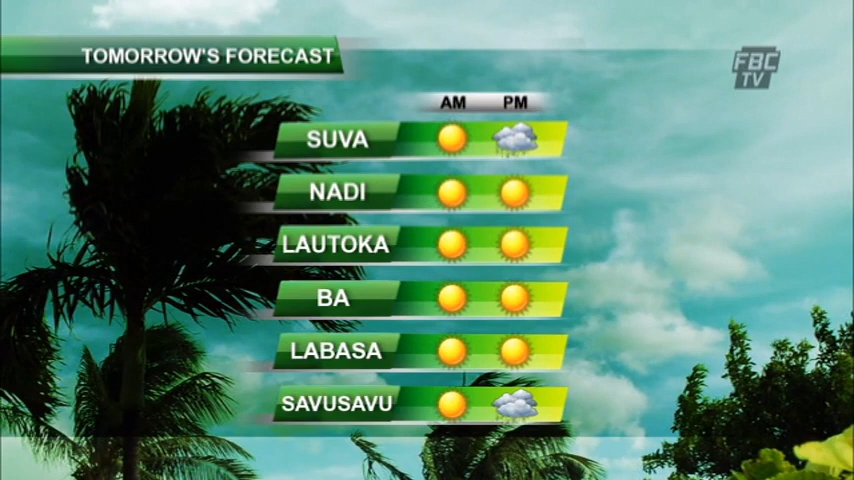 TOMORROW'S FORECAST
FBC
TV
AM PM
SUVA
NADI
LAUTOKA
BA
LABASA
SAVUSAVU